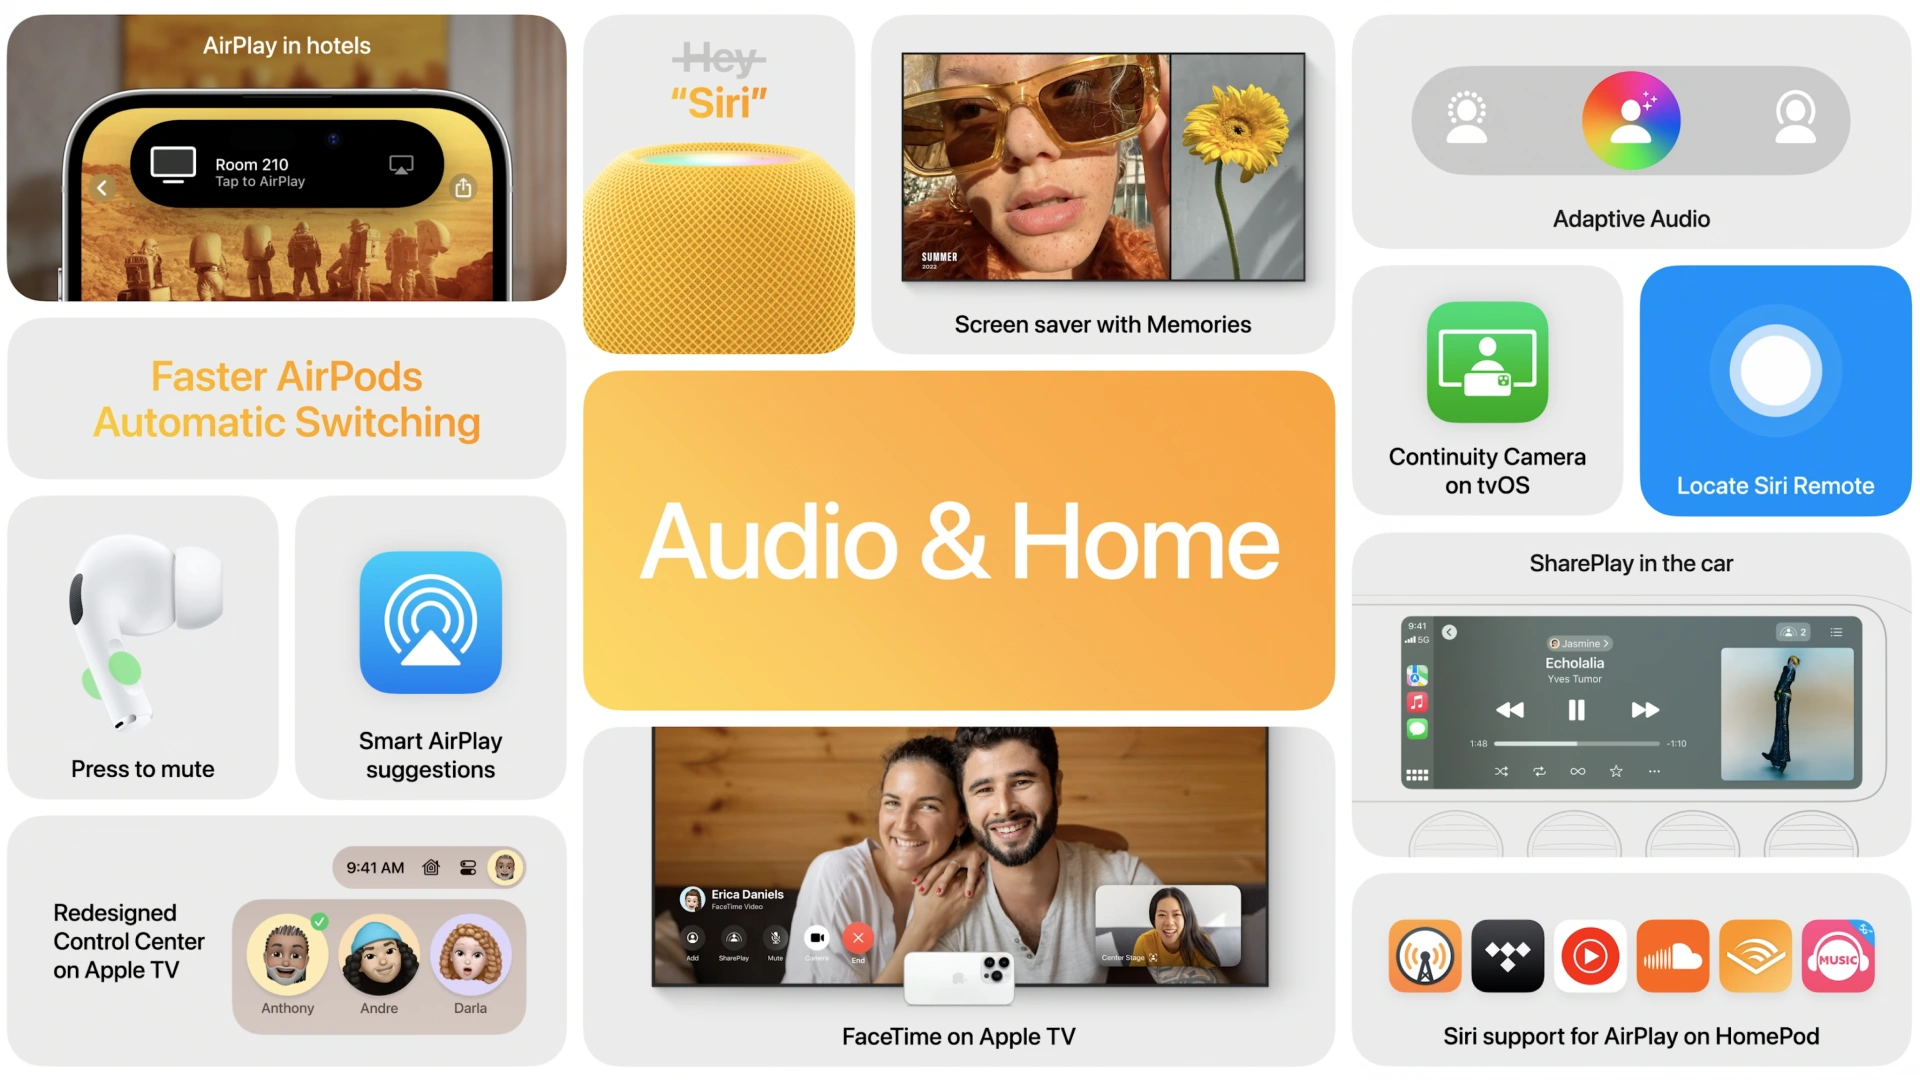 AirPlay in hotels
Room 210
Tap to AirPlay
Hey
“Siri”
SUMMER
2022
Screen saver with Memories
Adaptive Audio
Faster AirPods
Automatic Switching
Continuity Camera
on tvOS
Locate Siri Remote
Audio & Home
Press to mute
Smart AirPlay
suggestions
SharePlay in the car
9:41
5G
Jasmine
2
Echolalia
Yves Tumor
1:48
-1:10
Redesigned
Control Center
on Apple TV
9:41 AM
Anthony
Andre
Darla
Erica Daniels
FaceTime Video
Add
SharePlay
Mute
Camera
End
Center Stage
FaceTime on Apple TV
MUSIC
Siri support for AirPlay on HomePod